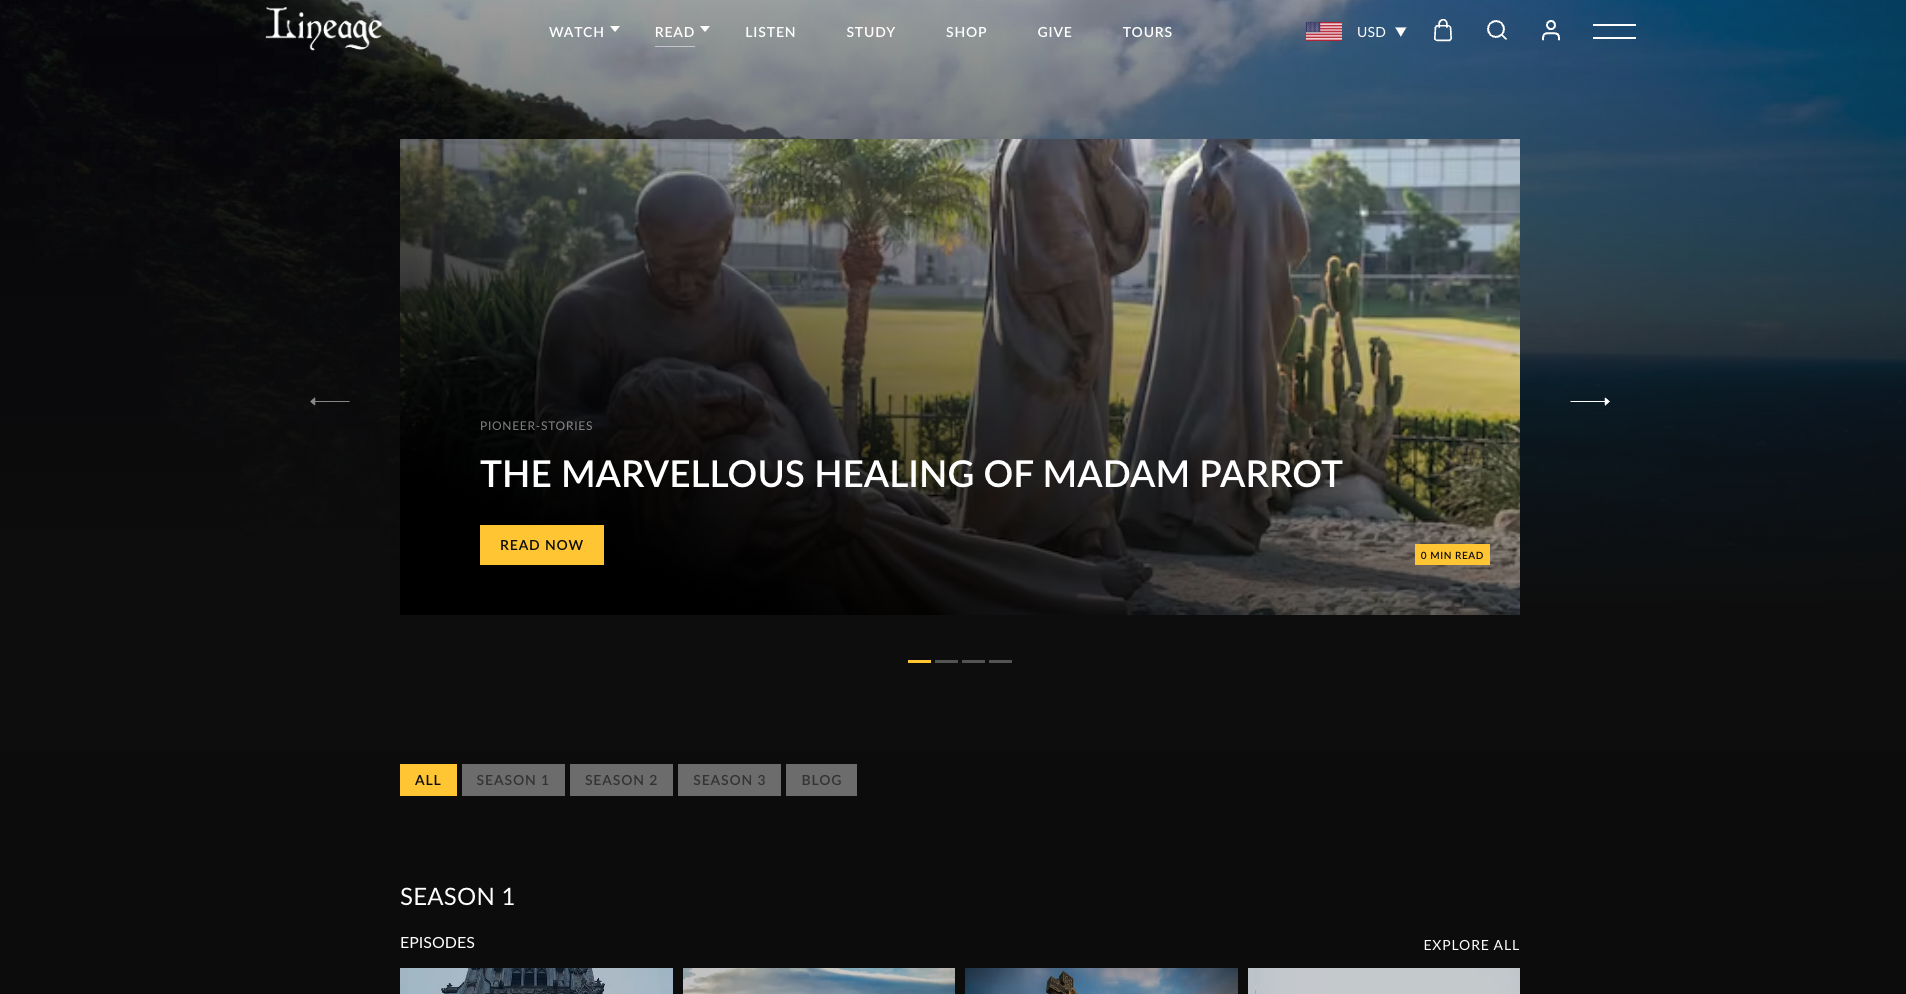 Lineage
WATCH READ LISTEN STUDY SHOP GIVE TOURS USD
PIONEER-STORIES
THE MARVELLOUS HEALING OF MADAM PARROT
READ NOW
0 MIN READ
ALL SEASON 1 SEASON 2 SEASON 3 BLOG
SEASON 1
EPISODES
EXPLORE ALL